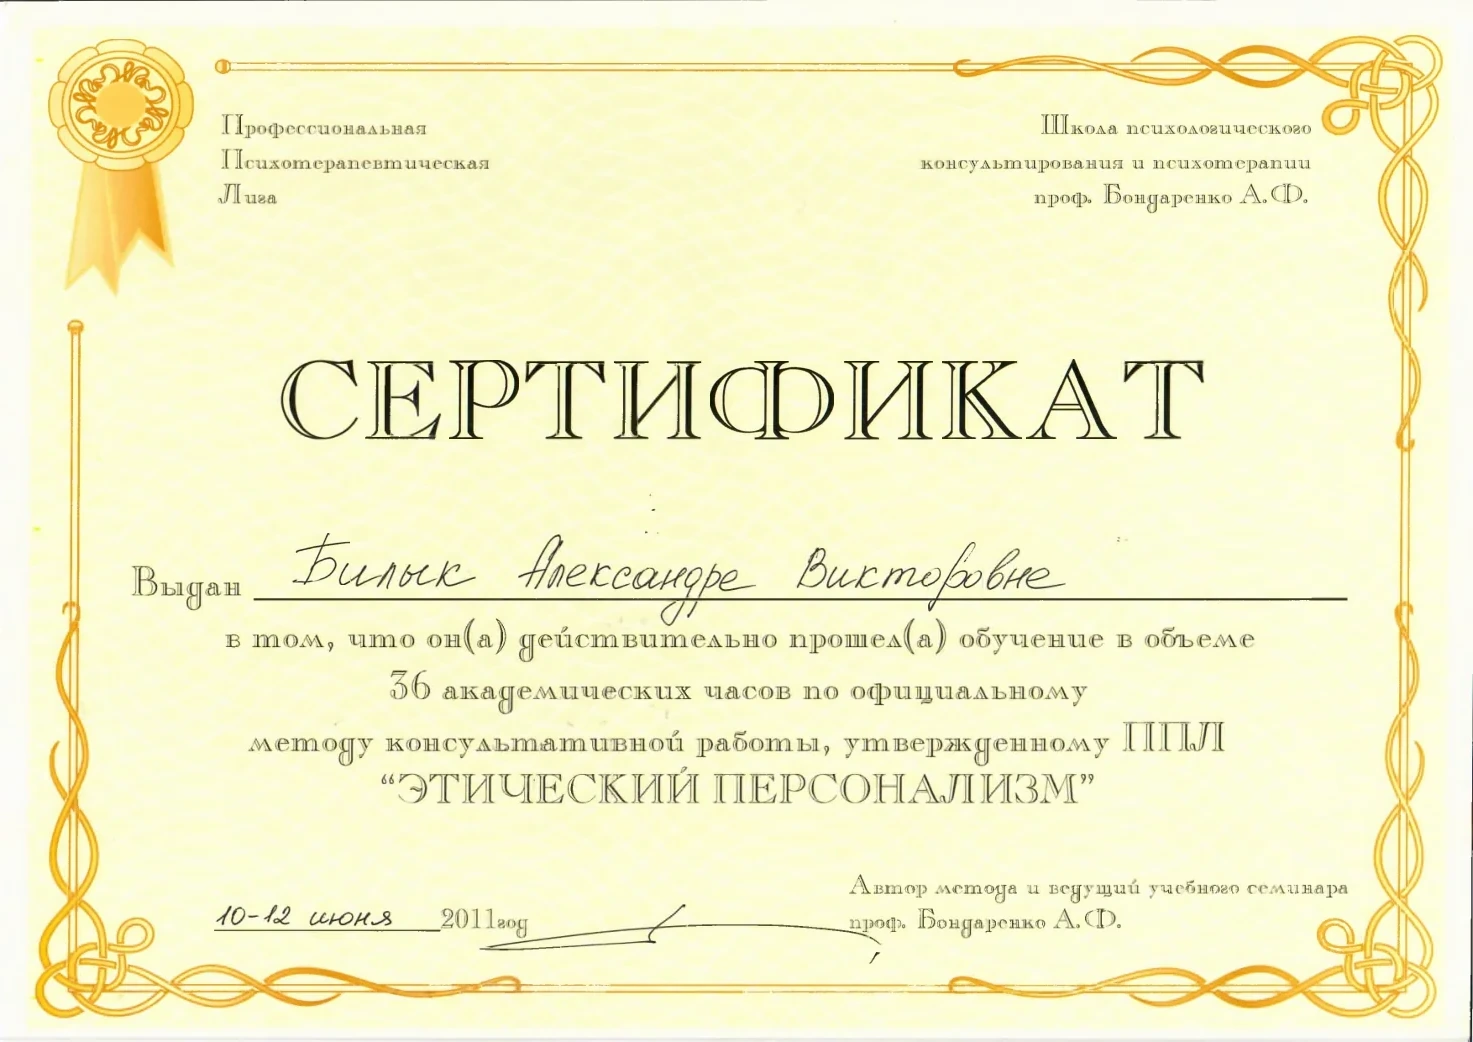 Профессиональная
Психотерапевтическая
Лига
Школа психологического
консультирования и психотерапии
проф. Бондаренко А.Ф.
СЕРТИФИКАТ
Выдан Билык Александре Викторовне
в том, что он(а) действительно прошел(а) обучение в объеме
36 академических часов по официальному
методу консультативной работы, утвержденному ППЛ
“ЭТИЧЕСКИЙ ПЕРСОНАЛИЗМ”
Автор метода и ведущий учебного семинара
10-12 июня 2011год проф. Бондаренко А.Ф.